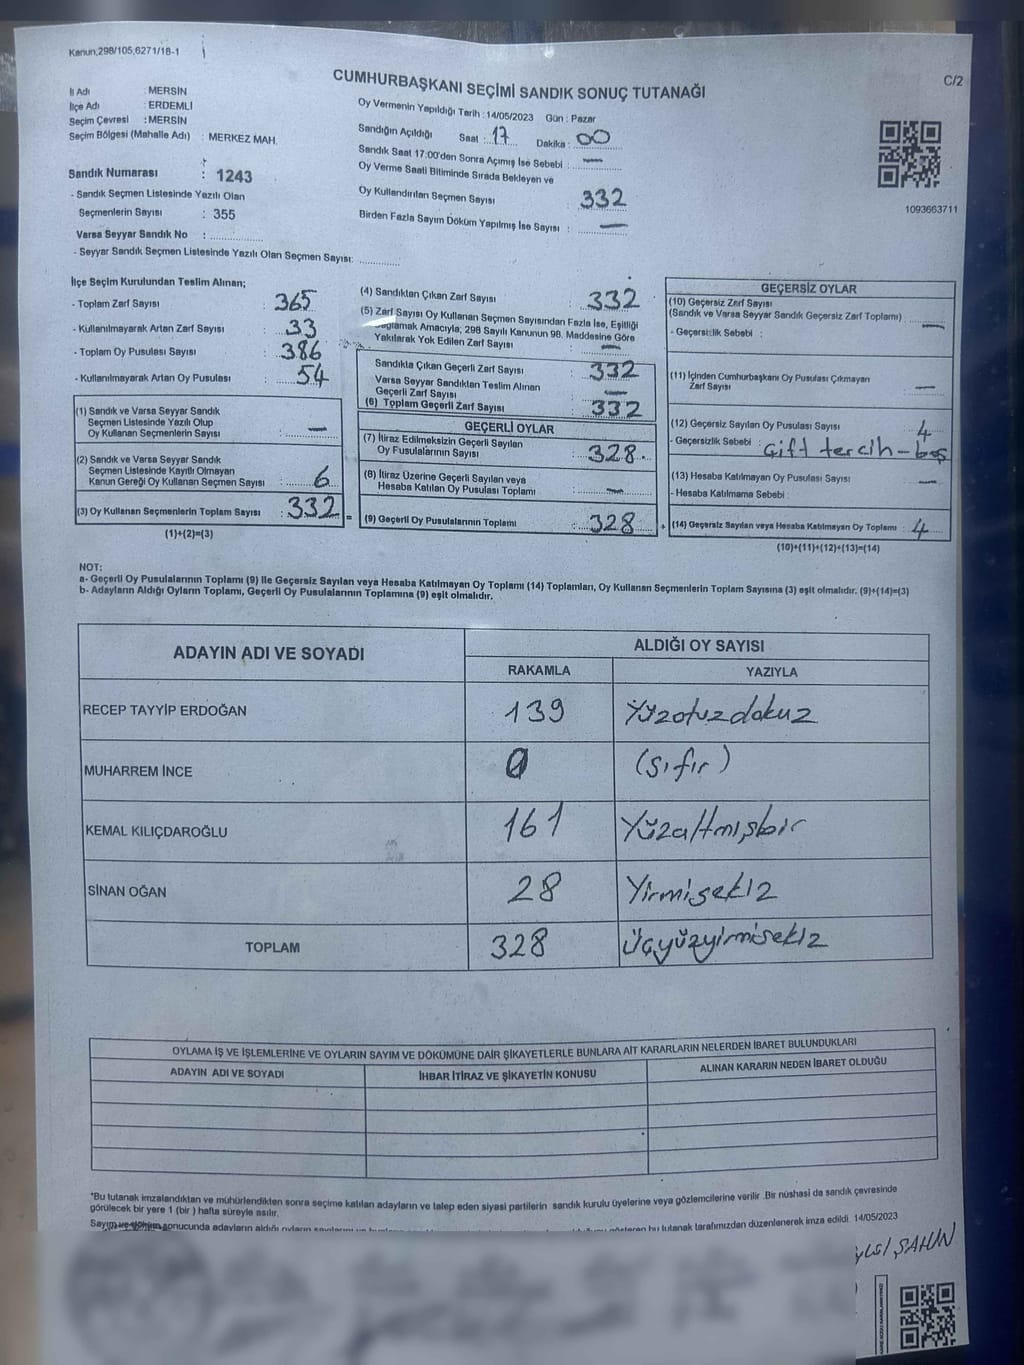 Kanun,298/105,6271/18-1
C/2
CUMHURBAŞKANI SEÇİMİ SANDIK SONUÇ TUTANAĞI
İl Adı : MERSİN
İlçe Adı : ERDEMLİ
Seçim Çevresi : MERSİN
Seçim Bölgesi (Mahalle Adı) : MERKEZ MAH.
Sandık Numarası : 1243
- Sandık Seçmen Listesinde Yazılı Olan
Seçmenlerin Sayısı : 355
Varsa Seyyar Sandık No :
- Seyyar Sandık Seçmen Listesinde Yazılı Olan Seçmen Sayısı:
Oy Vermenin Yapıldığı Tarih : 14/05/2023 Gün : Pazar
Sandığın Açıldığı Saat : 17 Dakika : 00
Sandık Saat 17:00'den Sonra Açımış İse Sebebi : —
Oy Verme Saati Bitiminde Sırada Bekleyen ve
Oy Kullandırılan Seçmen Sayısı 332
Birden Fazla Sayım Döküm Yapılmış İse Sayısı : —
1093663711
İlçe Seçim Kurulundan Teslim Alınan;
- Toplam Zarf Sayısı : 365
- Kullanılmayarak Artan Zarf Sayısı : 33
- Toplam Oy Pusulası Sayısı : 386
- Kullanılmayarak Artan Oy Pusulası : 54
(1) Sandık ve Varsa Seyyar Sandık
Seçmen Listesinde Yazılı Olup
Oy Kullanan Seçmenlerin Sayısı : —
(2) Sandık ve Varsa Seyyar Sandık
Seçmen Listesinde Kayıtlı Olmayan
Kanun Gereği Oy Kullanan Seçmen Sayısı : 6
(3) Oy Kullanan Seçmenlerin Toplam Sayısı : 332
(1)+(2)=(3)
(4) Sandıktan Çıkan Zarf Sayısı : 332
(5) Zarf Sayısı Oy Kullanan Seçmen Sayısından Fazla İse, Eşitliği
Sağlamak Amacıyla, 298 Sayılı Kanunun 98. Maddesine Göre
Yakılarak Yok Edilen Zarf Sayısı : —
Sandıkta Çıkan Geçerli Zarf Sayısı : 332
Varsa Seyyar Sandıktan Teslim Alınan
Geçerli Zarf Sayısı : —
(6) Toplam Geçerli Zarf Sayısı : 332
GEÇERLİ OYLAR
(7) İtiraz Edilmeksizin Geçerli Sayılan
Oy Pusulalarının Sayısı : 328
(8) İtiraz Üzerine Geçerli Sayılan veya
Hesaba Katılan Oy Pusulası Toplamı : —
= (9) Geçerli Oy Pusulalarının Toplamı : 328
GEÇERSİZ OYLAR
(10) Geçersiz Zarf Sayısı
(Sandık ve Varsa Seyyar Sandık Geçersiz Zarf Toplamı) : —
- Geçersizlik Sebebi :
(11) İçinden Cumhurbaşkanı Oy Pusulası Çıkmayan
Zarf Sayısı —
(12) Geçersiz Sayılan Oy Pusulası Sayısı : 4
- Geçersizlik Sebebi : Çift tercih - boş
(13) Hesaba Katılmayan Oy Pusulası Sayısı : —
- Hesaba Katılmama Sebebi :
+ (14) Geçersiz Sayılan veya Hesaba Katılmayan Oy Toplamı : 4
(10)+(11)+(12)+(13)=(14)
NOT:
a- Geçerli Oy Pusulalarının Toplamı (9) İle Geçersiz Sayılan veya Hesaba Katılmayan Oy Toplamı (14) Toplamları, Oy Kullanan Seçmenlerin Toplam Sayısına (3) eşit olmalıdır. (9)+(14)=(3)
b- Adayların Aldığı Oyların Toplamı, Geçerli Oy Pusulalarının Toplamına (9) eşit olmalıdır.
ADAYIN ADI VE SOYADI ALDIĞI OY SAYISI
RAKAMLA YAZIYLA
RECEP TAYYİP ERDOĞAN 139 Yüzotuzdokuz
MUHARREM İNCE 0 (Sıfır)
KEMAL KILIÇDAROĞLU 161 Yüzaltmışbir
SİNAN OĞAN 28 Yirmisekiz
TOPLAM 328 Üçyüzyirmisekiz
OYLAMA İŞ VE İŞLEMLERİNE VE OYLARIN SAYIM VE DÖKÜMÜNE DAİR ŞİKAYETLERLE BUNLARA AİT KARARLARIN NELERDEN İBARET BULUNDUKLARI
ADAYIN ADI VE SOYADI İHBAR İTİRAZ VE ŞİKAYETİN KONUSU ALINAN KARARIN NEDEN İBARET OLDUĞU
*Bu tutanak imzalandıktan ve mühürlendikten sonra seçime katılan adayların ve talep eden siyasi partilerin sandık kurulu üyelerine veya gözlemcilerine verilir .Bir nüshası da sandık çevresinde
görülecek bir yere 1 (bir ) hafta süreyle asılır.
Sayım ve döküm sonucunda adayların aldığı oyların bu tutanak tarafımızdan düzenlenerek imza edildi. 14/05/2023
ŞAHİN